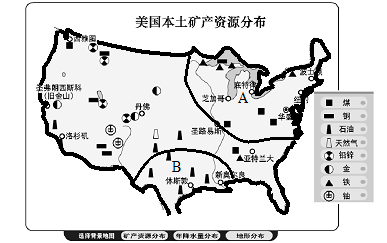 美国本土矿产资源分布
西雅图
圣弗朗西斯科
(旧金山)
丹佛
洛杉矶
芝加哥
底特律
波士顿
A
圣路易斯
亚特兰大
B
休斯敦
新奥尔良
煤
铜
石油
天然气
铅锌
金
铁
铀
选择背景地图
矿产资源分布
年降水量分布
地形分布